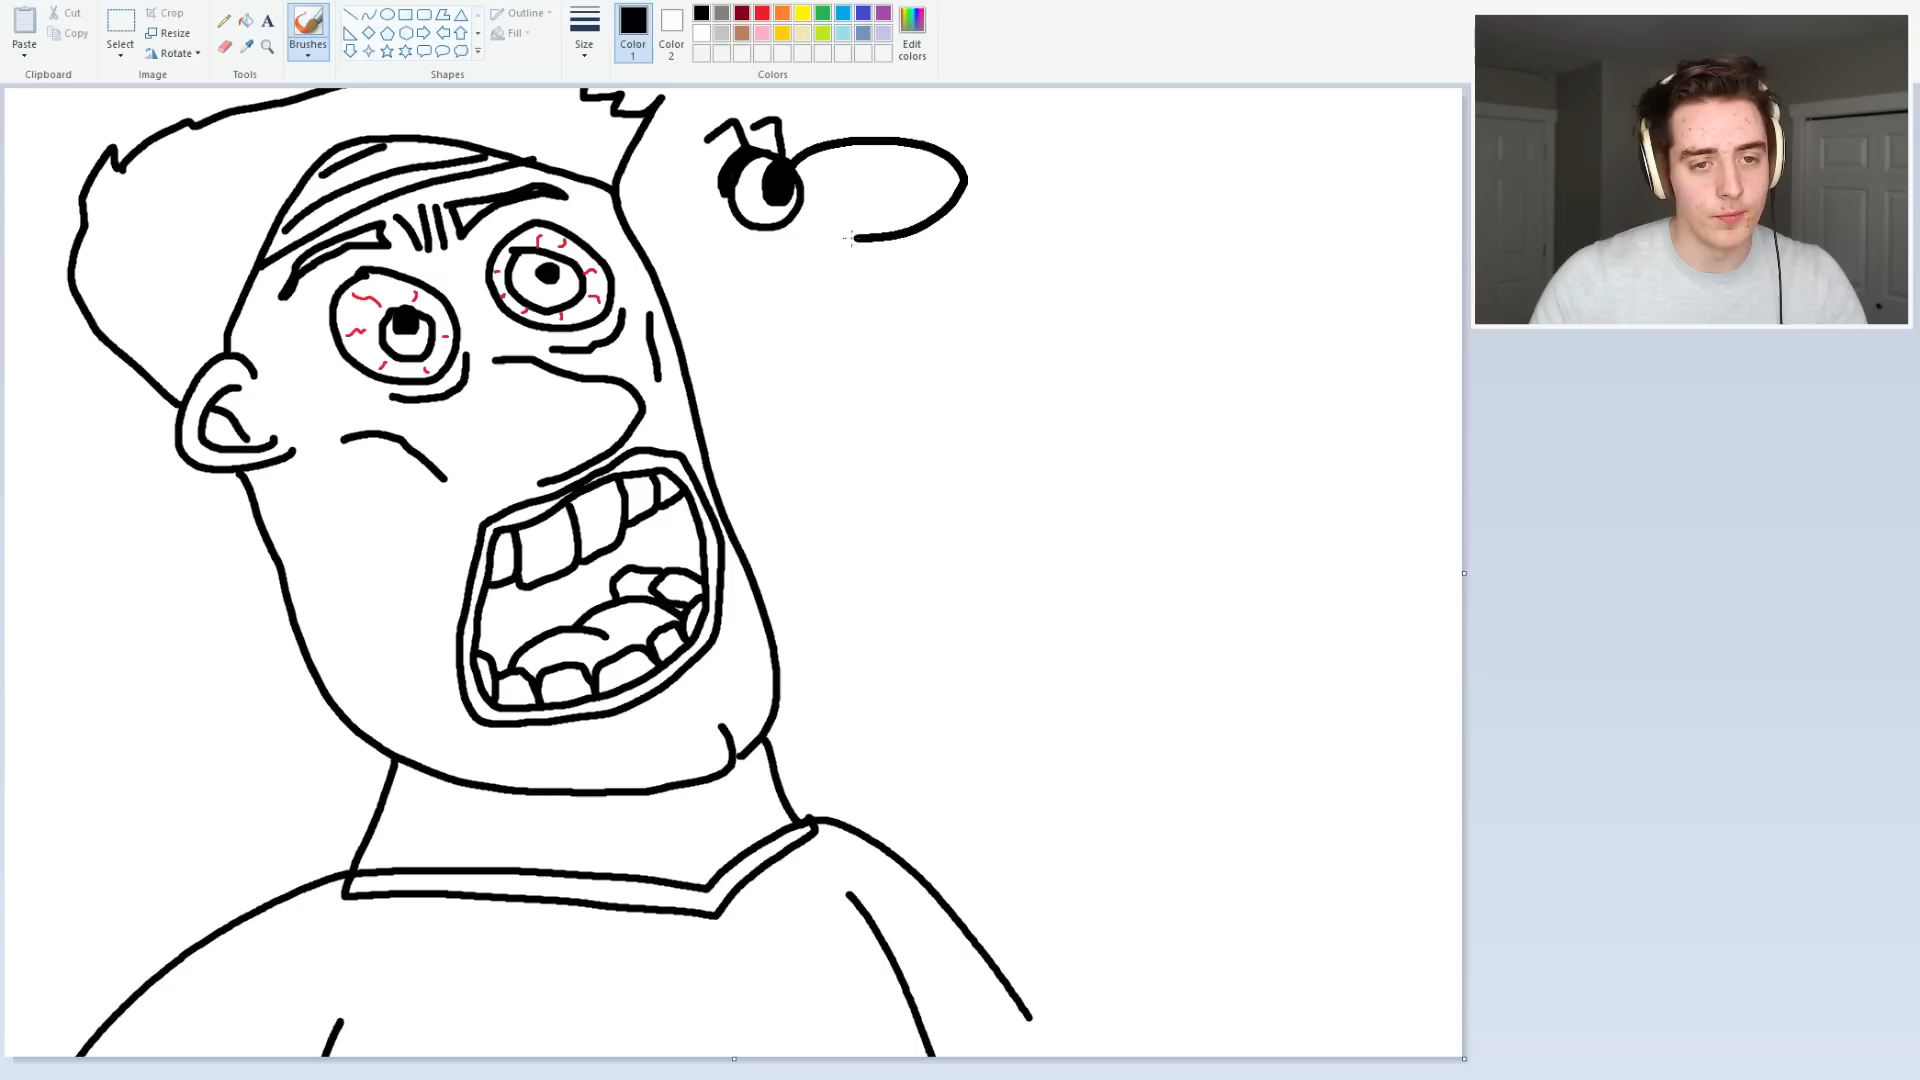 Paste
Cut
Copy
Clipboard
Select
Crop
Resize
Rotate
Image
A
Tools
Brushes
Outline
Fill
Shapes
Size
Color
1
Color
2
Edit
colors
Colors